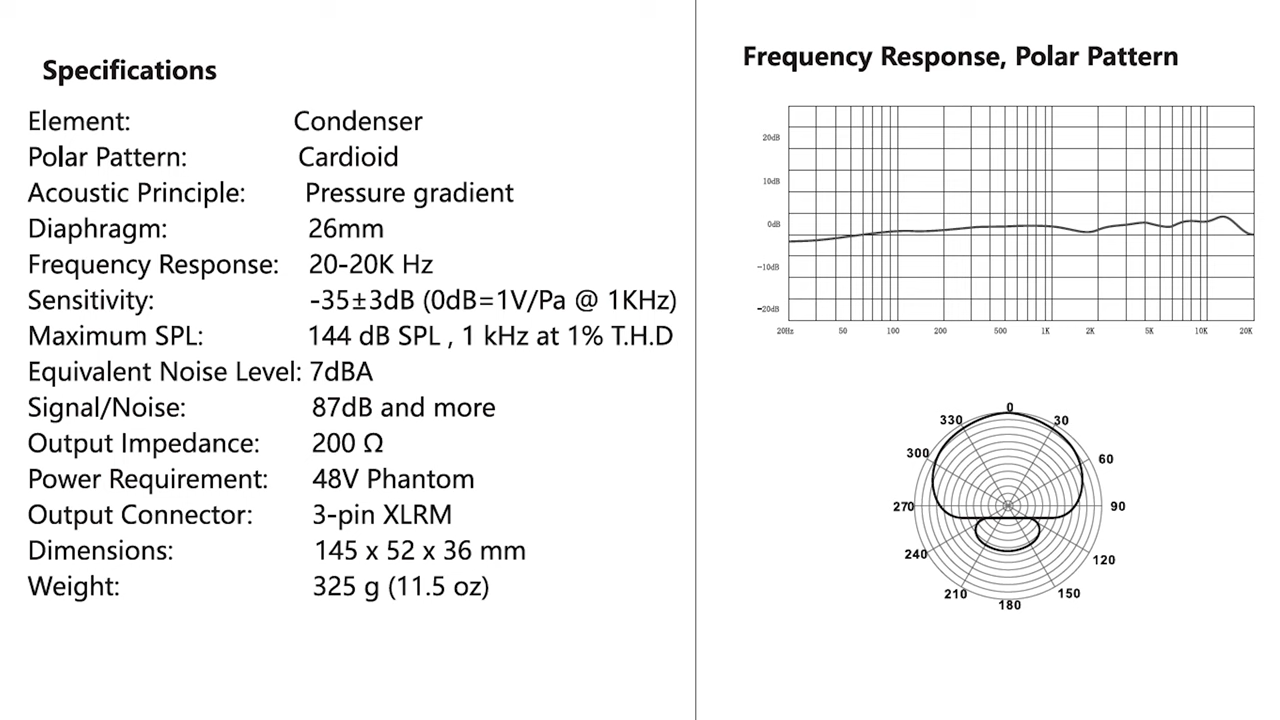 Specifications
Element: Condenser
Polar Pattern: Cardioid
Acoustic Principle: Pressure gradient
Diaphragm: 26mm
Frequency Response: 20-20K Hz
Sensitivity: -35±3dB (0dB=1V/Pa @ 1KHz)
Maximum SPL: 144 dB SPL , 1 kHz at 1% T.H.D
Equivalent Noise Level: 7dBA
Signal/Noise: 87dB and more
Output Impedance: 200 Ω
Power Requirement: 48V Phantom
Output Connector: 3-pin XLRM
Dimensions: 145 x 52 x 36 mm
Weight: 325 g (11.5 oz)
Frequency Response, Polar Pattern
20dB
10dB
0dB
-10dB
-20dB
20Hz 50 100 200 500 1K 2K 5K 10K 20K
0
330 30
300 60
270 90
240 120
210 150
180